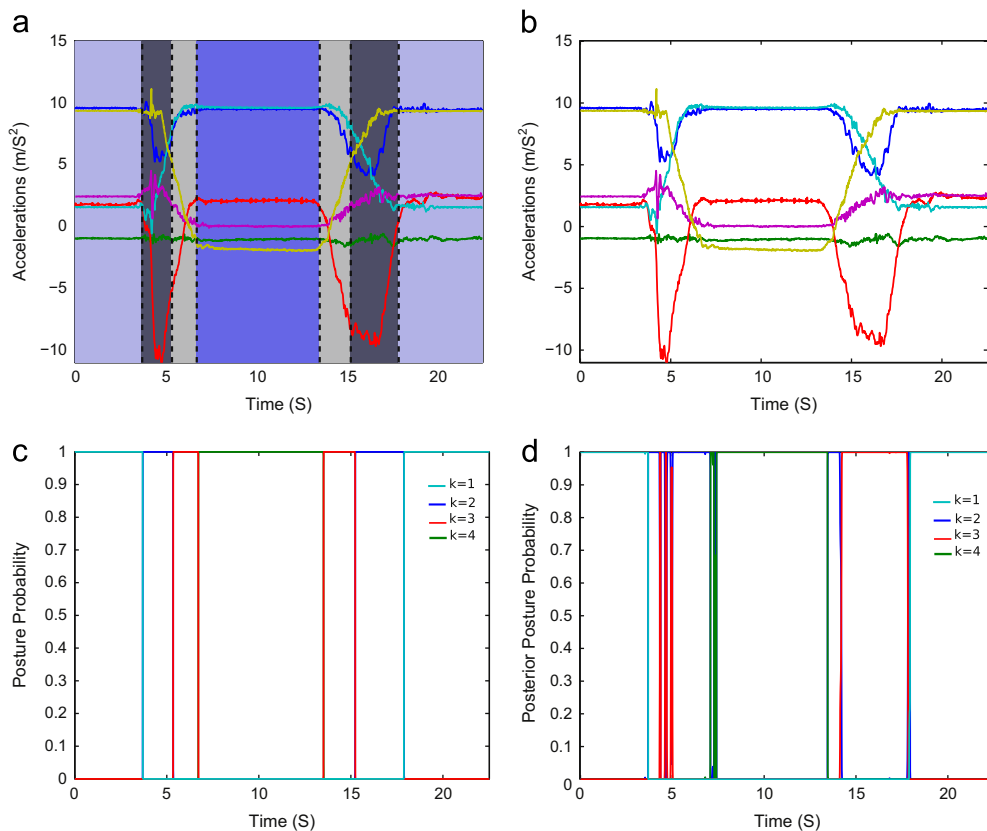 a
15
10
5
0
−5
−10
Accelerations (m/S²)
0 5 10 15 20
Time (S)
b
15
10
5
0
−5
−10
Accelerations (m/S²)
0 5 10 15 20
Time (S)
c
1
0.9
0.8
0.7
0.6
0.5
0.4
0.3
0.2
0.1
0
Posture Probability
k=1
k=2
k=3
k=4
0 5 10 15 20
Time (S)
d
1
0.9
0.8
0.7
0.6
0.5
0.4
0.3
0.2
0.1
0
Posterior Posture Probability
k=1
k=2
k=3
k=4
0 5 10 15 20
Time (S)